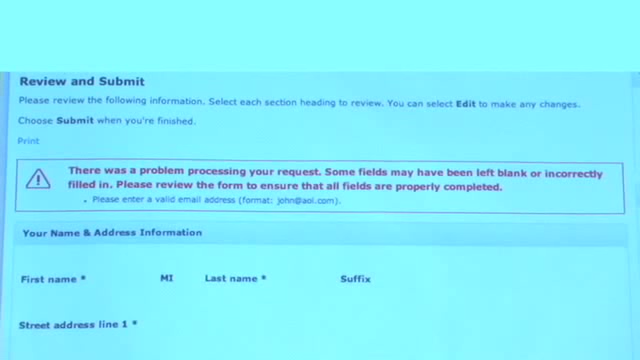 Review and Submit
Please review the following information. Select each section heading to review. You can select Edit to make any changes.
Choose Submit when you're finished.
Print
There was a problem processing your request. Some fields may have been left blank or incorrectly
filled in. Please review the form to ensure that all fields are properly completed.
• Please enter a valid email address (format: john@aol.com).
Your Name & Address Information
First name * MI Last name * Suffix
Street address line 1 *